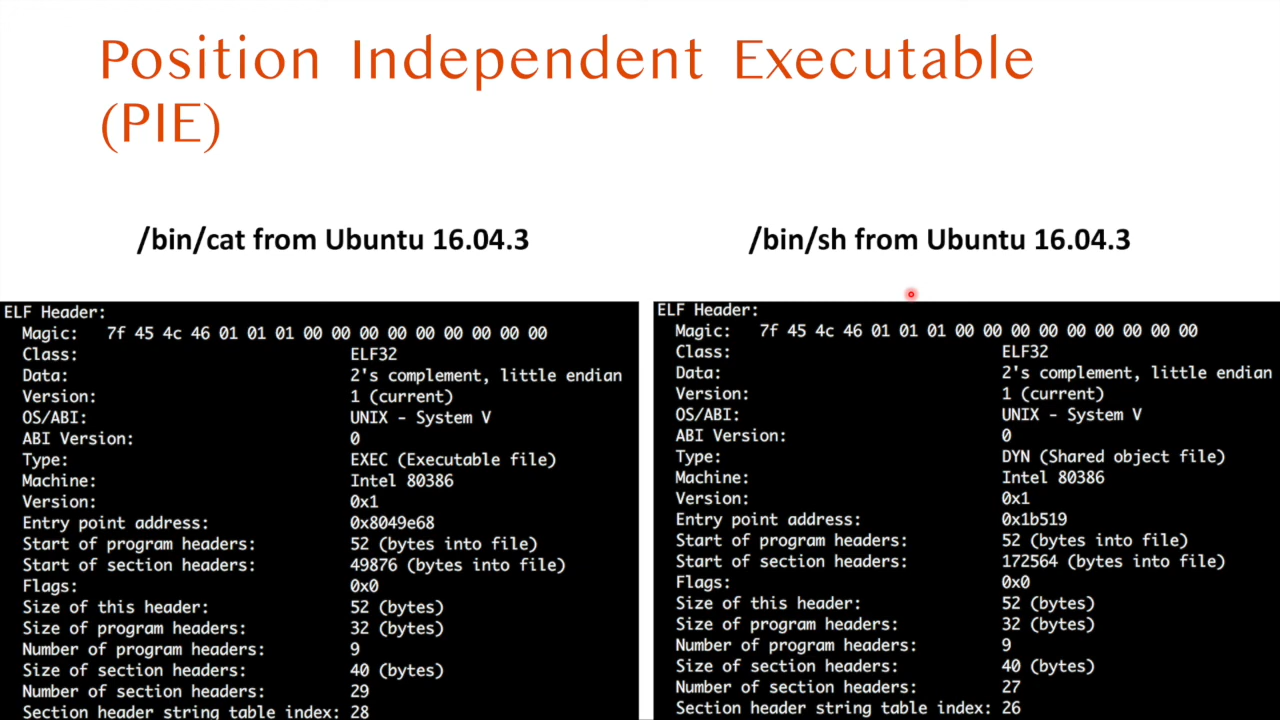 Position Independent Executable
(PIE)
/bin/cat from Ubuntu 16.04.3
ELF Header:
Magic: 7f 45 4c 46 01 01 01 00 00 00 00 00 00 00 00 00
Class: ELF32
Data: 2's complement, little endian
Version: 1 (current)
OS/ABI: UNIX - System V
ABI Version: 0
Type: EXEC (Executable file)
Machine: Intel 80386
Version: 0x1
Entry point address: 0x8049e68
Start of program headers: 52 (bytes into file)
Start of section headers: 49876 (bytes into file)
Flags: 0x0
Size of this header: 52 (bytes)
Size of program headers: 32 (bytes)
Number of program headers: 9
Size of section headers: 40 (bytes)
Number of section headers: 29
Section header string table index: 28
/bin/sh from Ubuntu 16.04.3
ELF Header:
Magic: 7f 45 4c 46 01 01 01 00 00 00 00 00 00 00 00 00
Class: ELF32
Data: 2's complement, little endian
Version: 1 (current)
OS/ABI: UNIX - System V
ABI Version: 0
Type: DYN (Shared object file)
Machine: Intel 80386
Version: 0x1
Entry point address: 0x1b519
Start of program headers: 52 (bytes into file)
Start of section headers: 172564 (bytes into file)
Flags: 0x0
Size of this header: 52 (bytes)
Size of program headers: 32 (bytes)
Number of program headers: 9
Size of section headers: 40 (bytes)
Number of section headers: 27
Section header string table index: 26